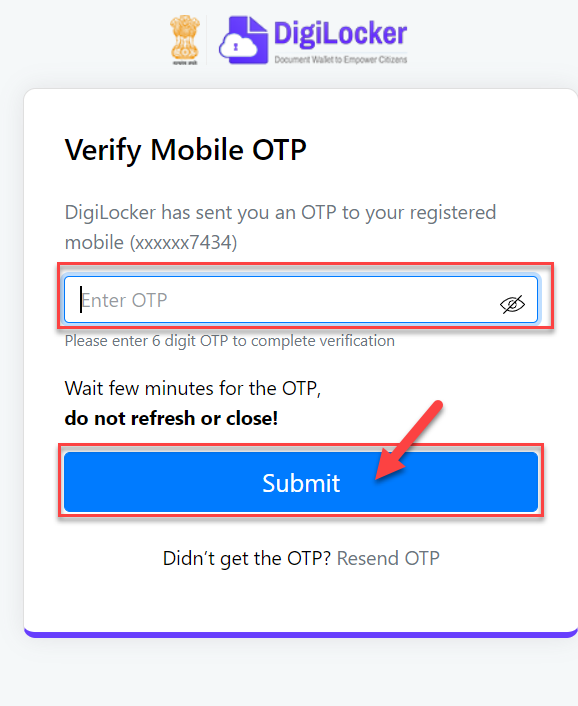 DigiLocker
Document Wallet to Empower Citizens
Verify Mobile OTP
DigiLocker has sent you an OTP to your registered
mobile (xxxxxx7434)
Enter OTP
Please enter 6 digit OTP to complete verification
Wait few minutes for the OTP,
do not refresh or close!
Submit
Didn't get the OTP? Resend OTP